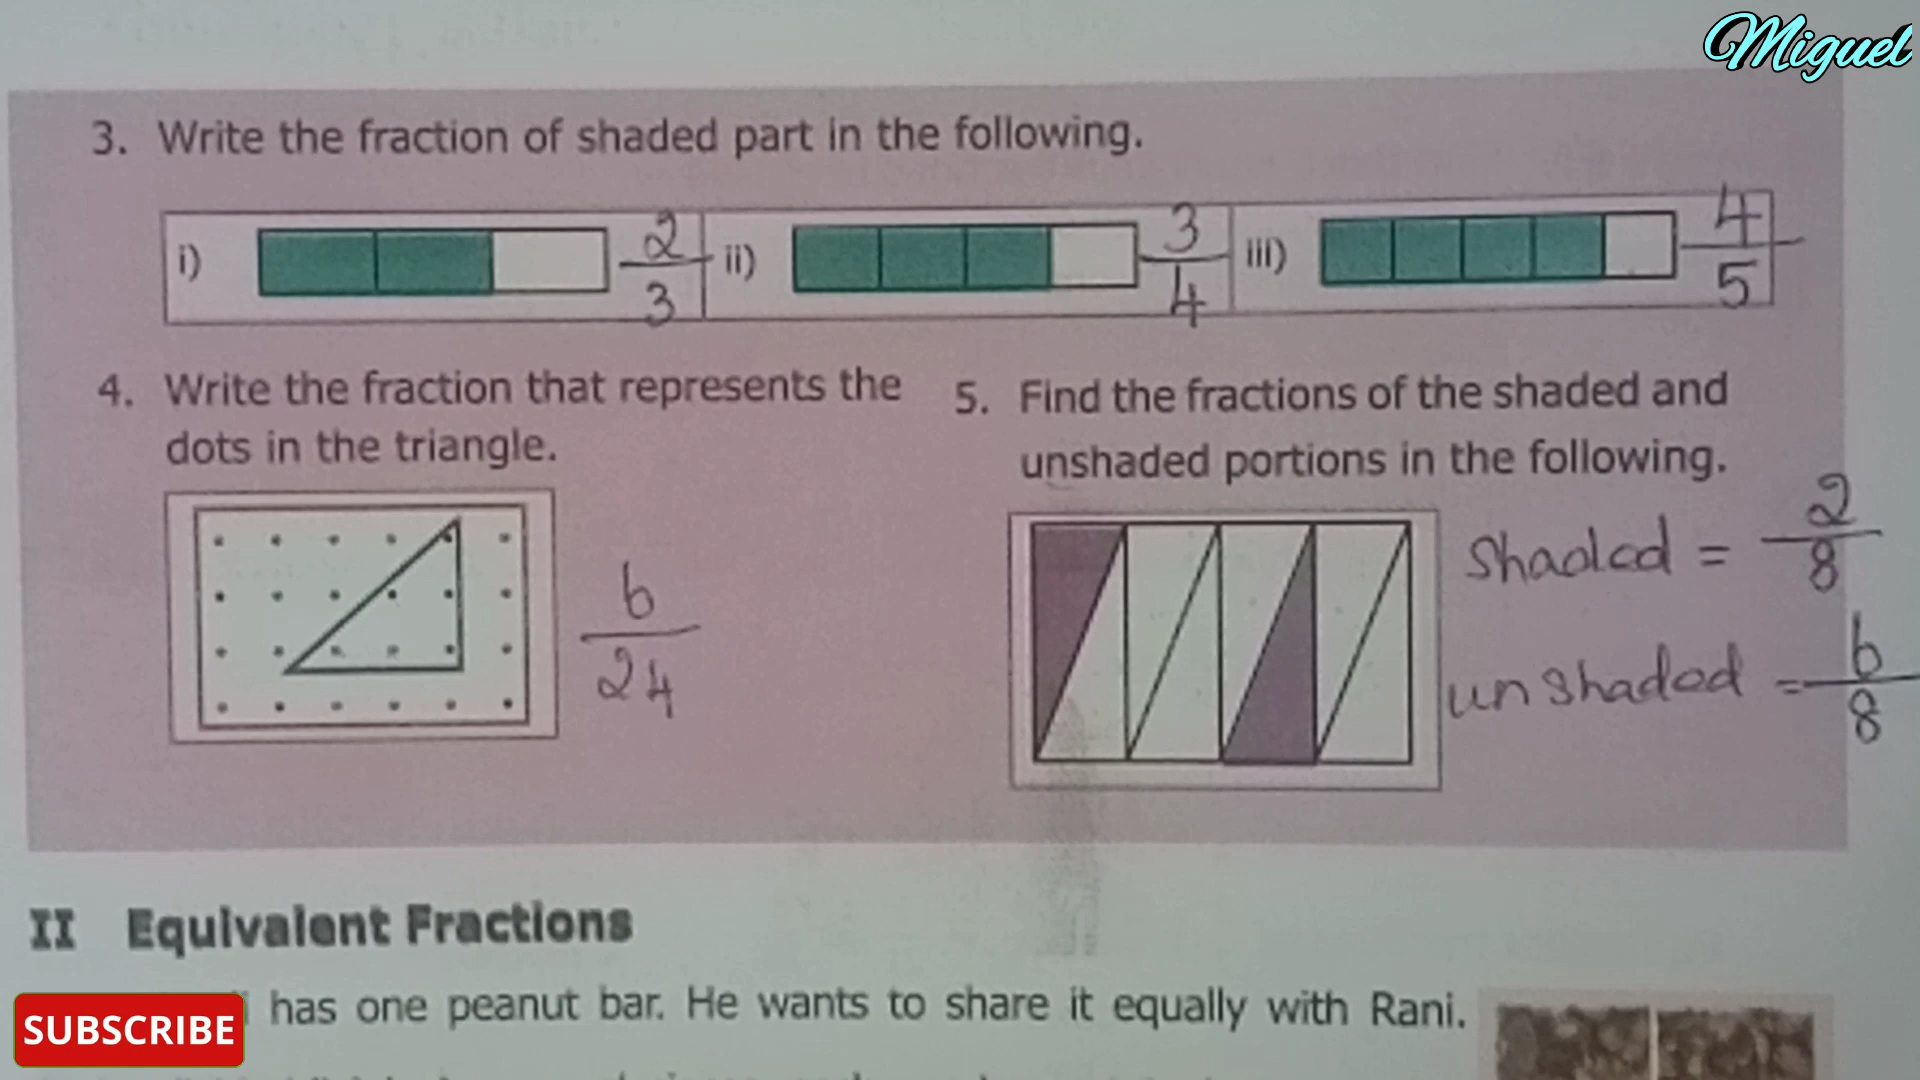 Miguel
3. Write the fraction of shaded part in the following.
i) 2/3 ii) 3/4 iii) 4/5
4. Write the fraction that represents the
dots in the triangle.
6/24
5. Find the fractions of the shaded and
unshaded portions in the following.
Shaded = 2/8
unshaded = 6/8
II Equivalent Fractions
has one peanut bar. He wants to share it equally with Rani.
SUBSCRIBE